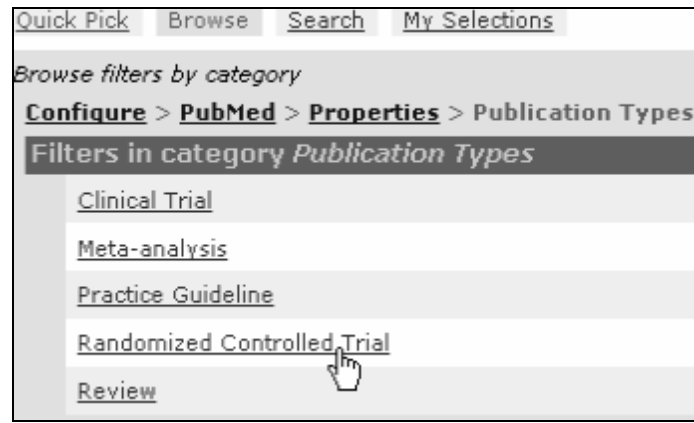 Quick Pick Browse Search My Selections
Browse filters by category
Configure > PubMed > Properties > Publication Types
Filters in category Publication Types
Clinical Trial
Meta-analysis
Practice Guideline
Randomized Controlled Trial
Review